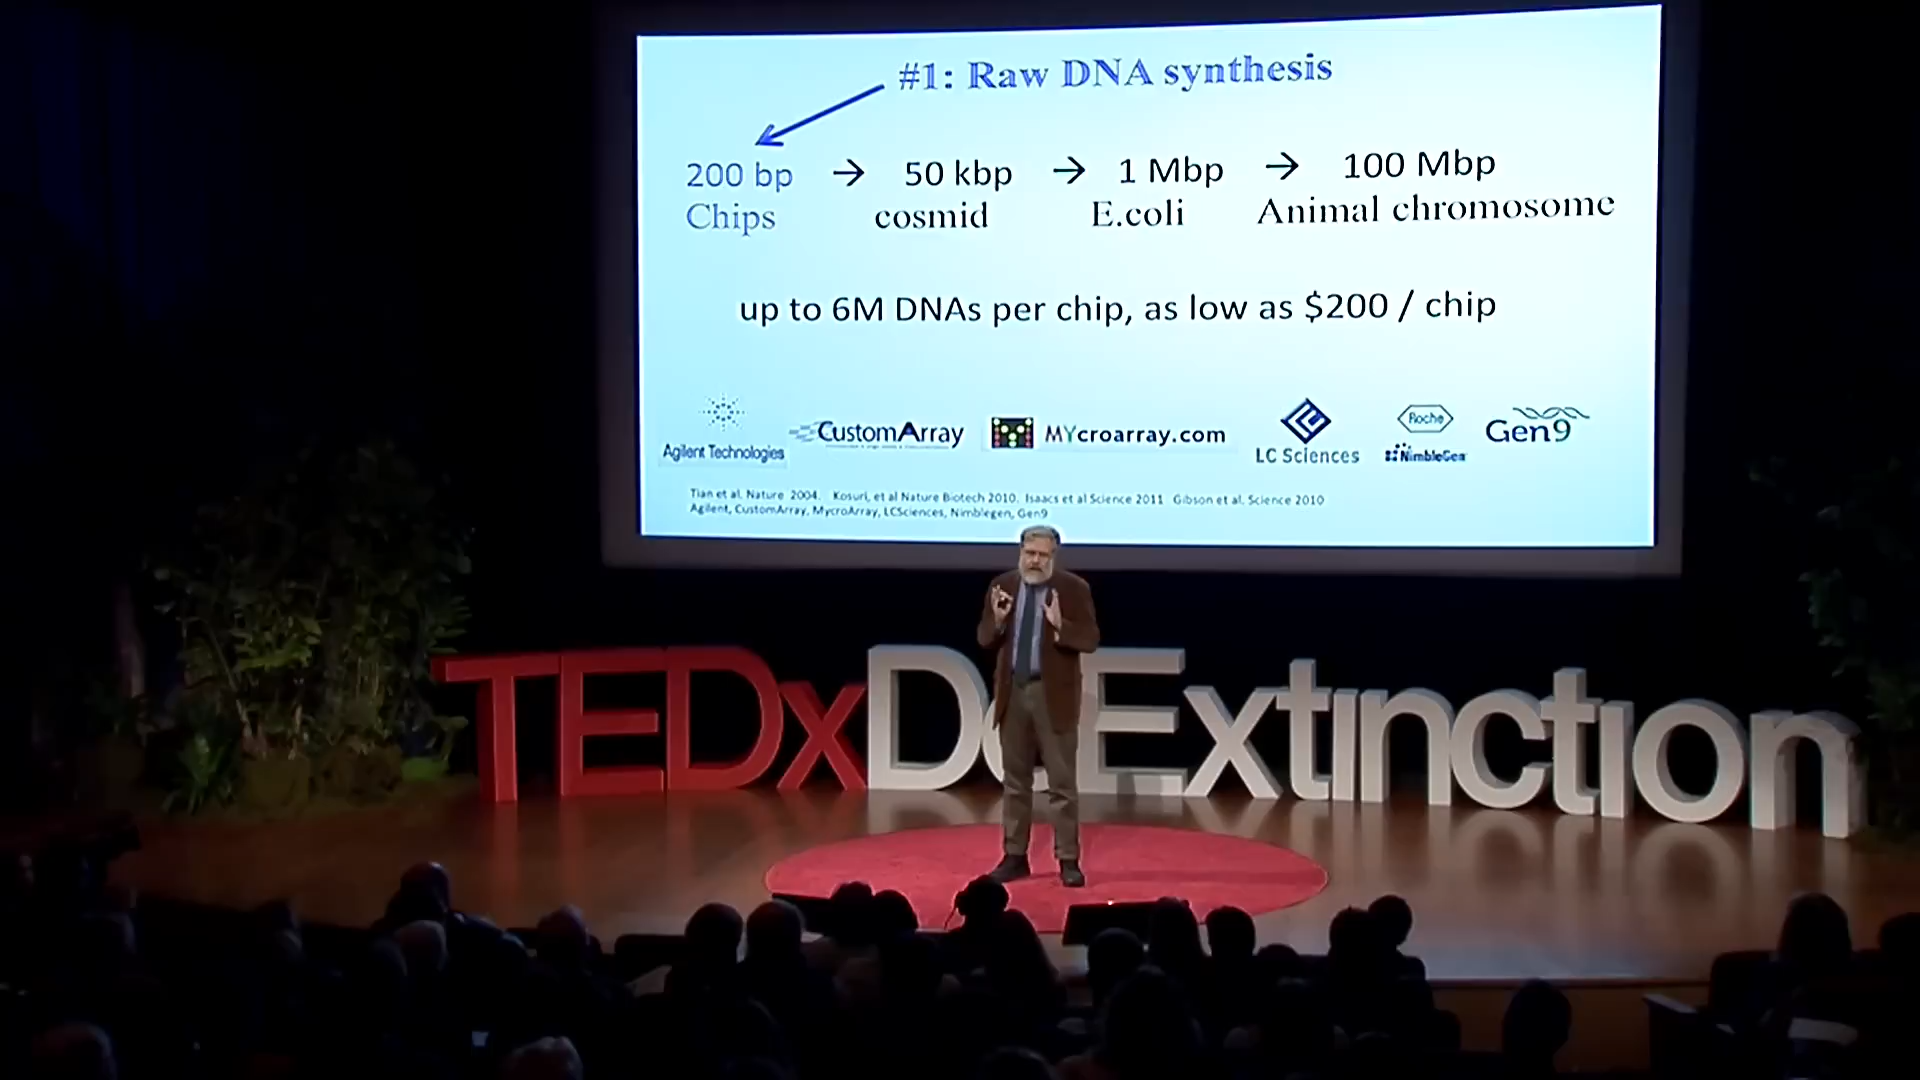 #1: Raw DNA synthesis
200 bp → 50 kbp → 1 Mbp → 100 Mbp
Chips cosmid E.coli Animal chromosome
up to 6M DNAs per chip, as low as $200 / chip
Agilent Technologies
CustomArray
MYcroarray.com
LC Sciences
Roche
NimbleGen
Gen9
Tian et al. Nature 2004. Kosuri, et al Nature Biotech 2010. Isaacs et al Science 2011 Gibson et al. Science 2010
Agilent, CustomArray, MycroArray, LCSciences, Nimblegen, Gen9
TEDxDeExtinction